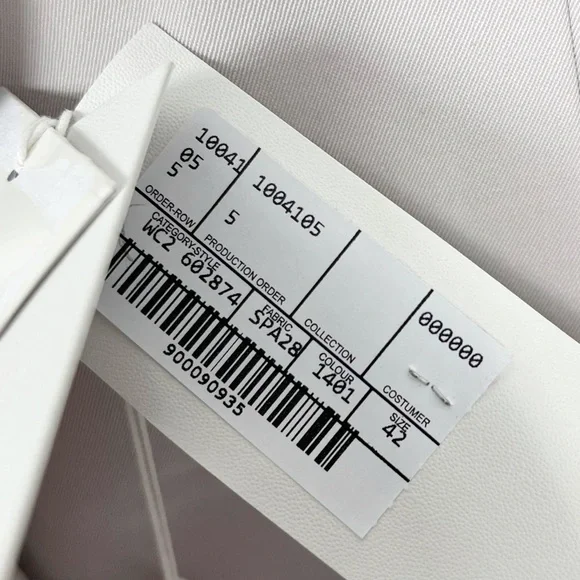 10041
05
5
1004105
5
000000
ORDER-ROW
PRODUCTION ORDER
COLLECTION
COSTUMER
CATEGORY-STYLE
FABRIC
COLOUR
SIZE
WC2 602874
SPA28
1401
42
900090935